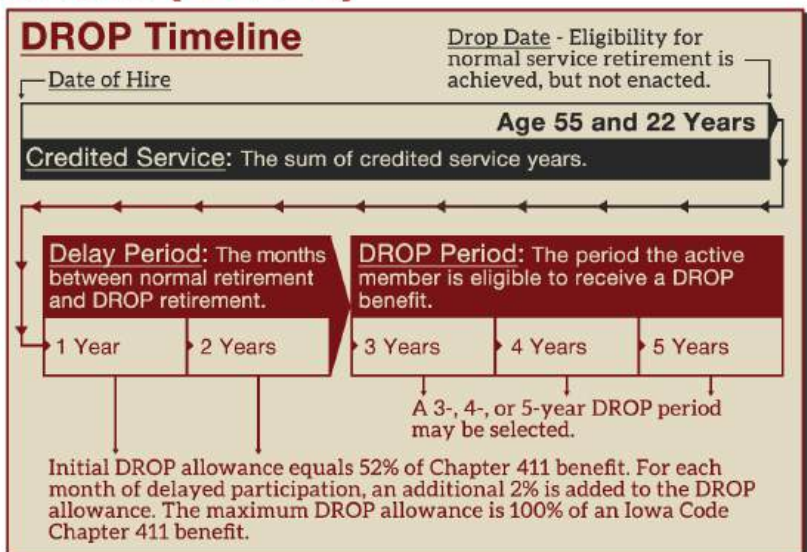 DROP Timeline
Date of Hire
Drop Date - Eligibility for
normal service retirement is
achieved, but not enacted.
Age 55 and 22 Years
Credited Service: The sum of credited service years.
Delay Period: The months
between normal retirement
and DROP retirement.
DROP Period: The period the active
member is eligible to receive a DROP
benefit.
1 Year
2 Years
3 Years
4 Years
5 Years
A 3-, 4-, or 5-year DROP period
may be selected.
Initial DROP allowance equals 52% of Chapter 411 benefit. For each
month of delayed participation, an additional 2% is added to the DROP
allowance. The maximum DROP allowance is 100% of an Iowa Code
Chapter 411 benefit.